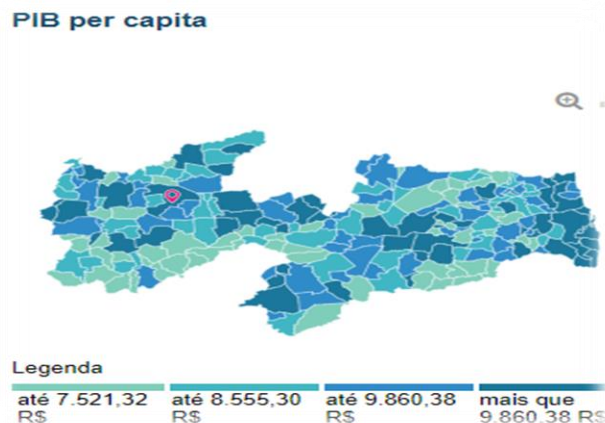 PIB per capita
Legenda
até 7.521,32 R$
até 8.555,30 R$
até 9.860,38 R$
mais que 9.860,38 R$